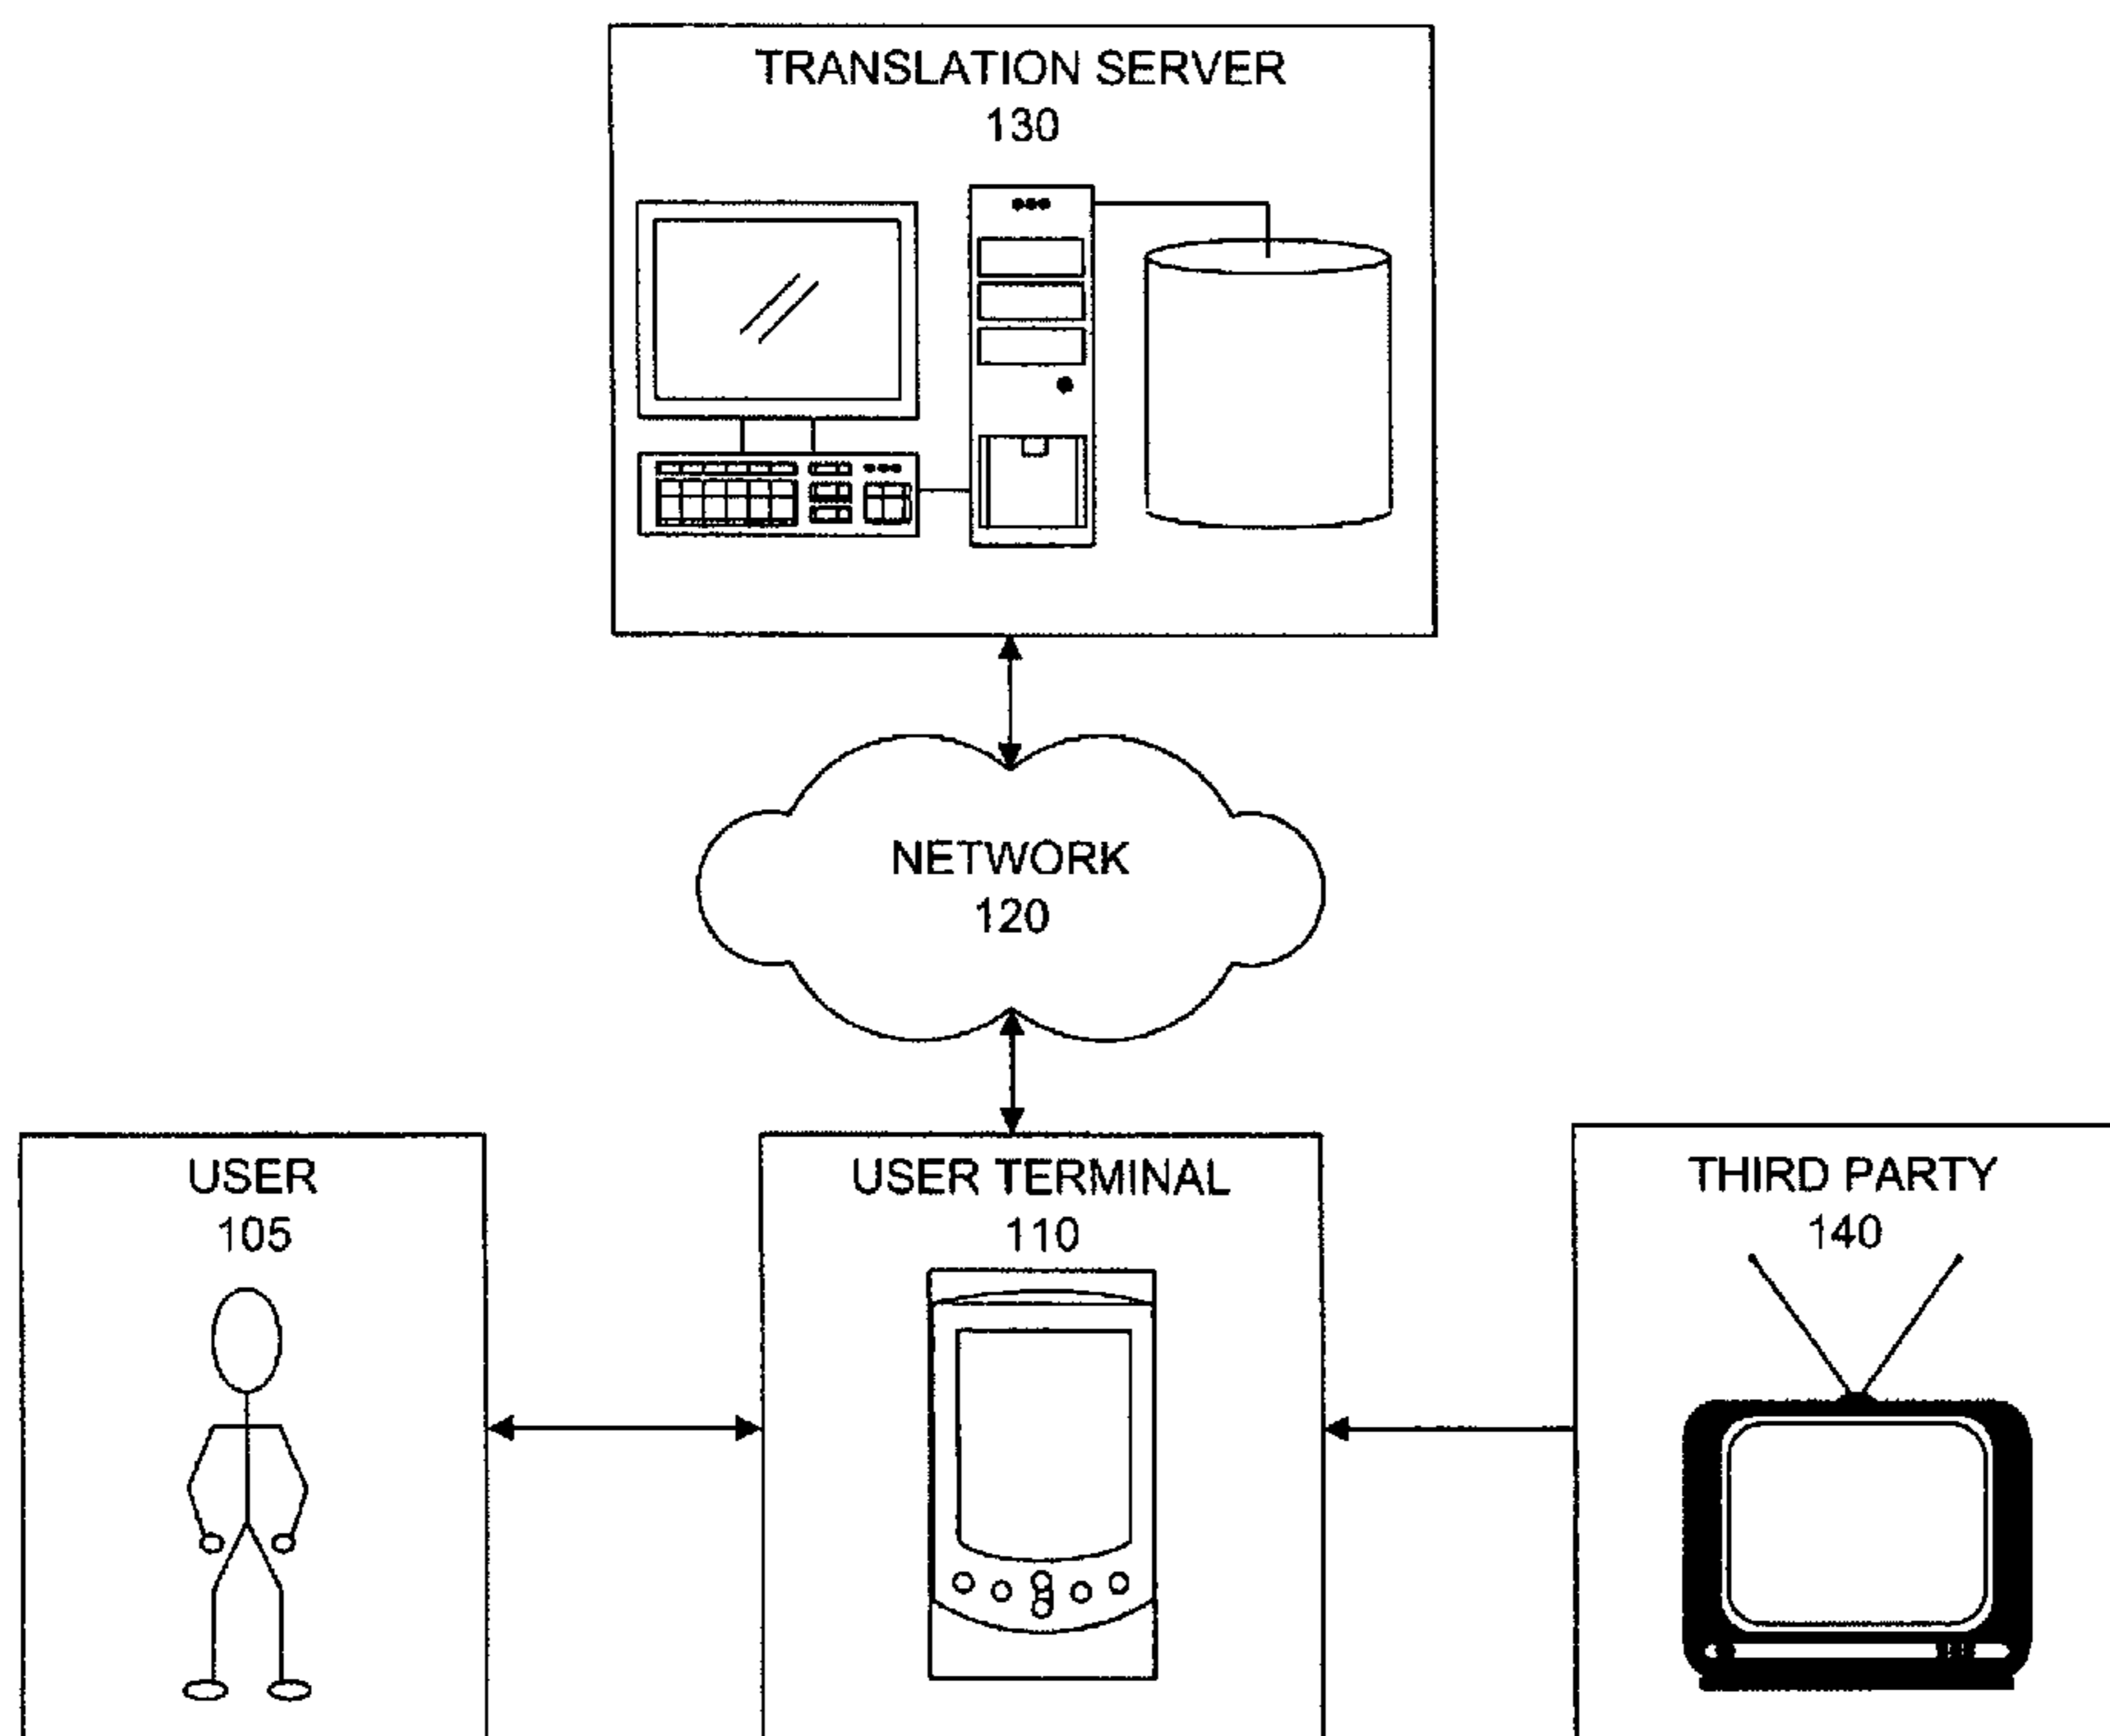 TRANSLATION SERVER
130
NETWORK
120
USER
105
USER TERMINAL
110
THIRD PARTY
140